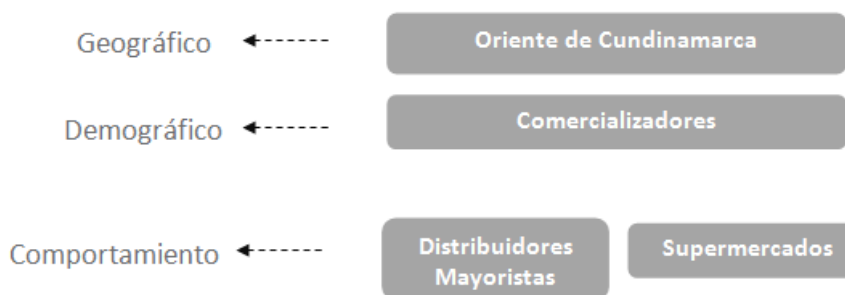 Geográfico
Oriente de Cundinamarca
Demográfico
Comercializadores
Comportamiento
Distribuidores
Mayoristas
Supermercados